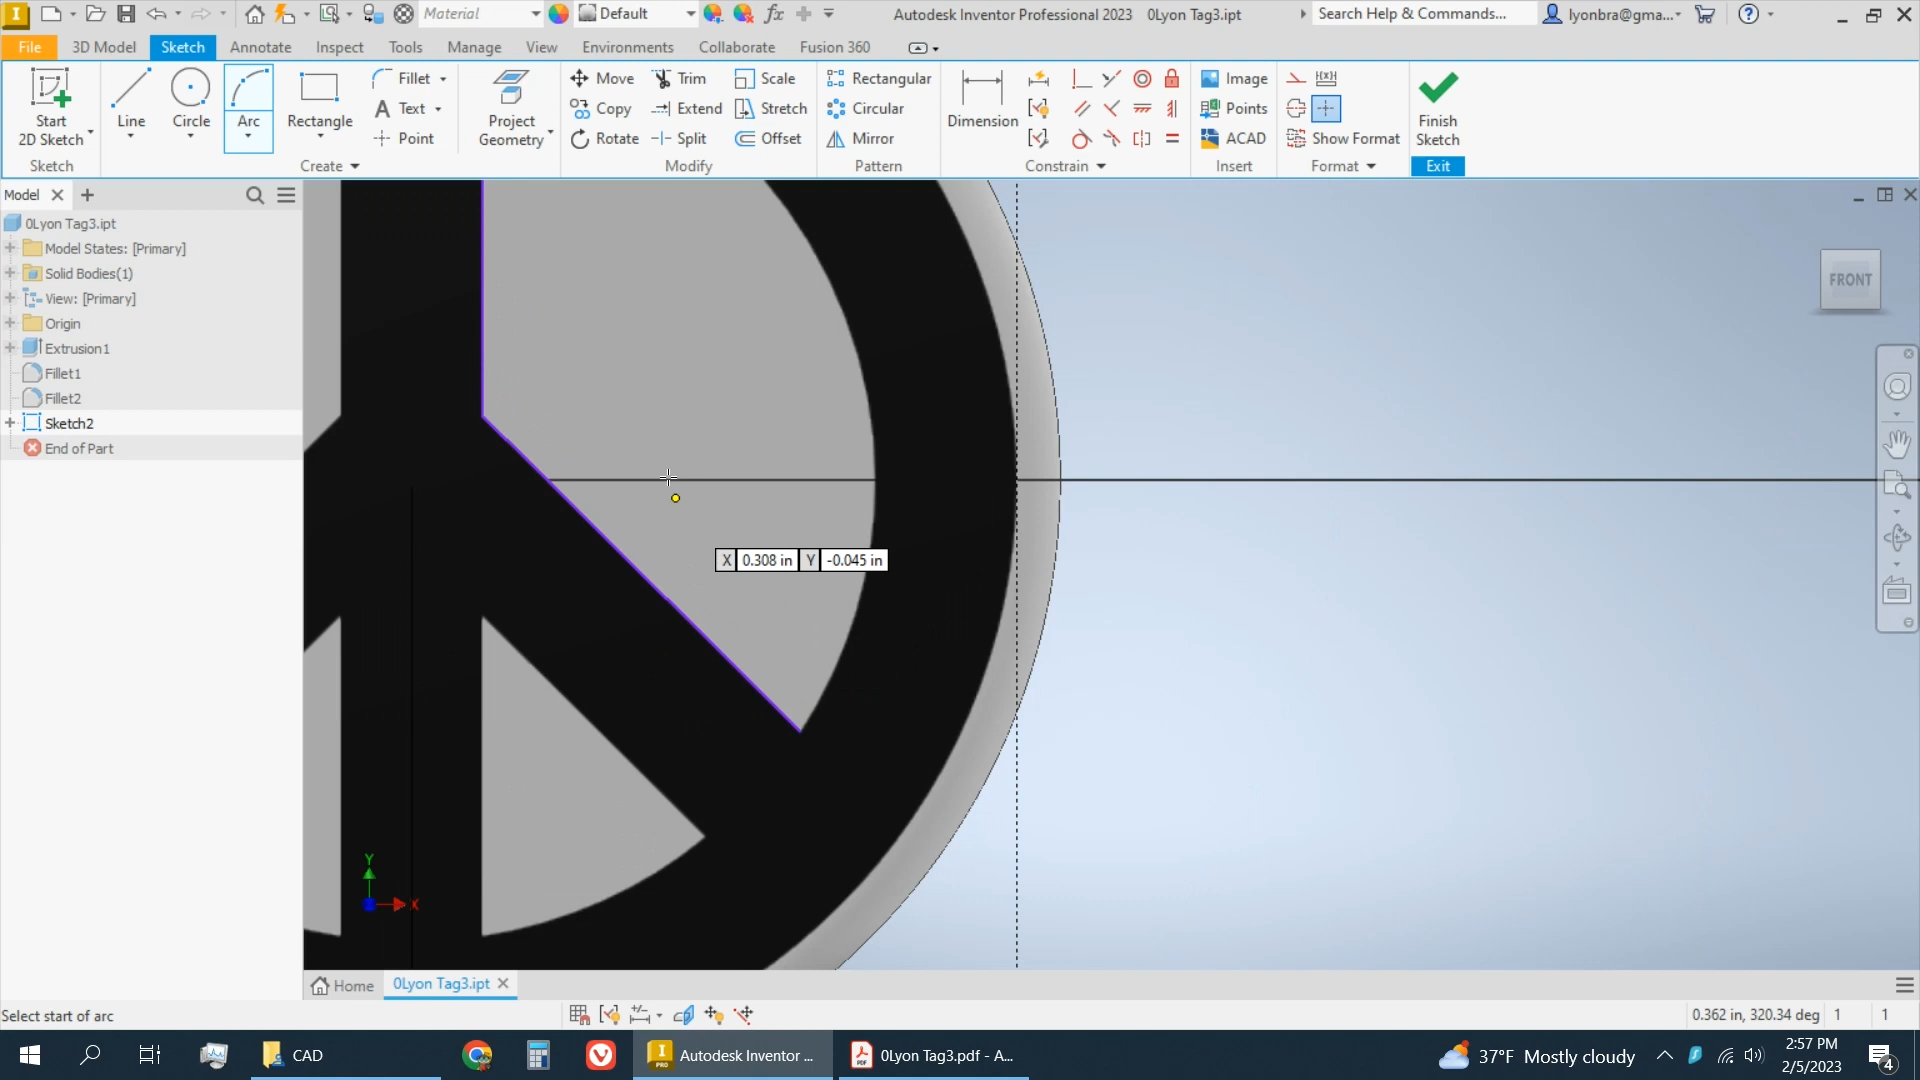 I PRO Material Default fx Autodesk Inventor Professional 2023 0Lyon Tag3.ipt Search Help & Commands... lyonbra@gma... ?
File 3D Model Sketch Annotate Inspect Tools Manage View Environments Collaborate Fusion 360
Start
2D Sketch
Line
Circle
Arc
Rectangle
Fillet
A Text
Point
Project
Geometry
Move Trim Scale
Copy Extend Stretch
Rotate Split Offset
Rectangular
Circular
Mirror
Dimension
Image
Points
ACAD
Show Format
Finish
Sketch
Sketch Create Modify Pattern Constrain Insert Format Exit
Model
0Lyon Tag3.ipt
Model States: [Primary]
Solid Bodies(1)
View: [Primary]
Origin
Extrusion1
Fillet1
Fillet2
Sketch2
End of Part
FRONT
X 0.308 in Y -0.045 in
Y
X
Home 0Lyon Tag3.ipt
Select start of arc
0.362 in, 320.34 deg 1 1
CAD
Autodesk Inventor ...
0Lyon Tag3.pdf - A...
37°F Mostly cloudy
2:57 PM
2/5/2023
4